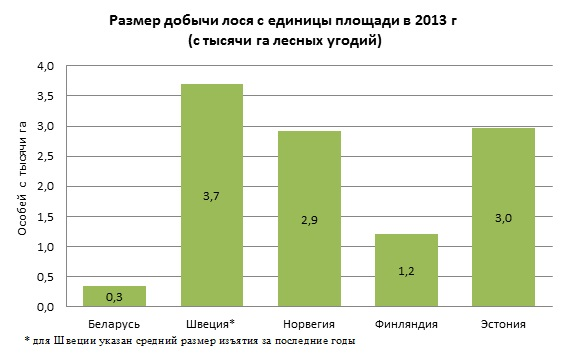 Размер добычи лося с единицы площади в 2013 г
(с тысячи га лесных угодий)
Особей с тысячи га
4,0
3,5
3,0
2,5
2,0
1,5
1,0
0,5
0,0
0,3
3,7
2,9
1,2
3,0
Беларусь Швеция* Норвегия Финляндия Эстония
* для Швеции указан средний размер изъятия за последние годы